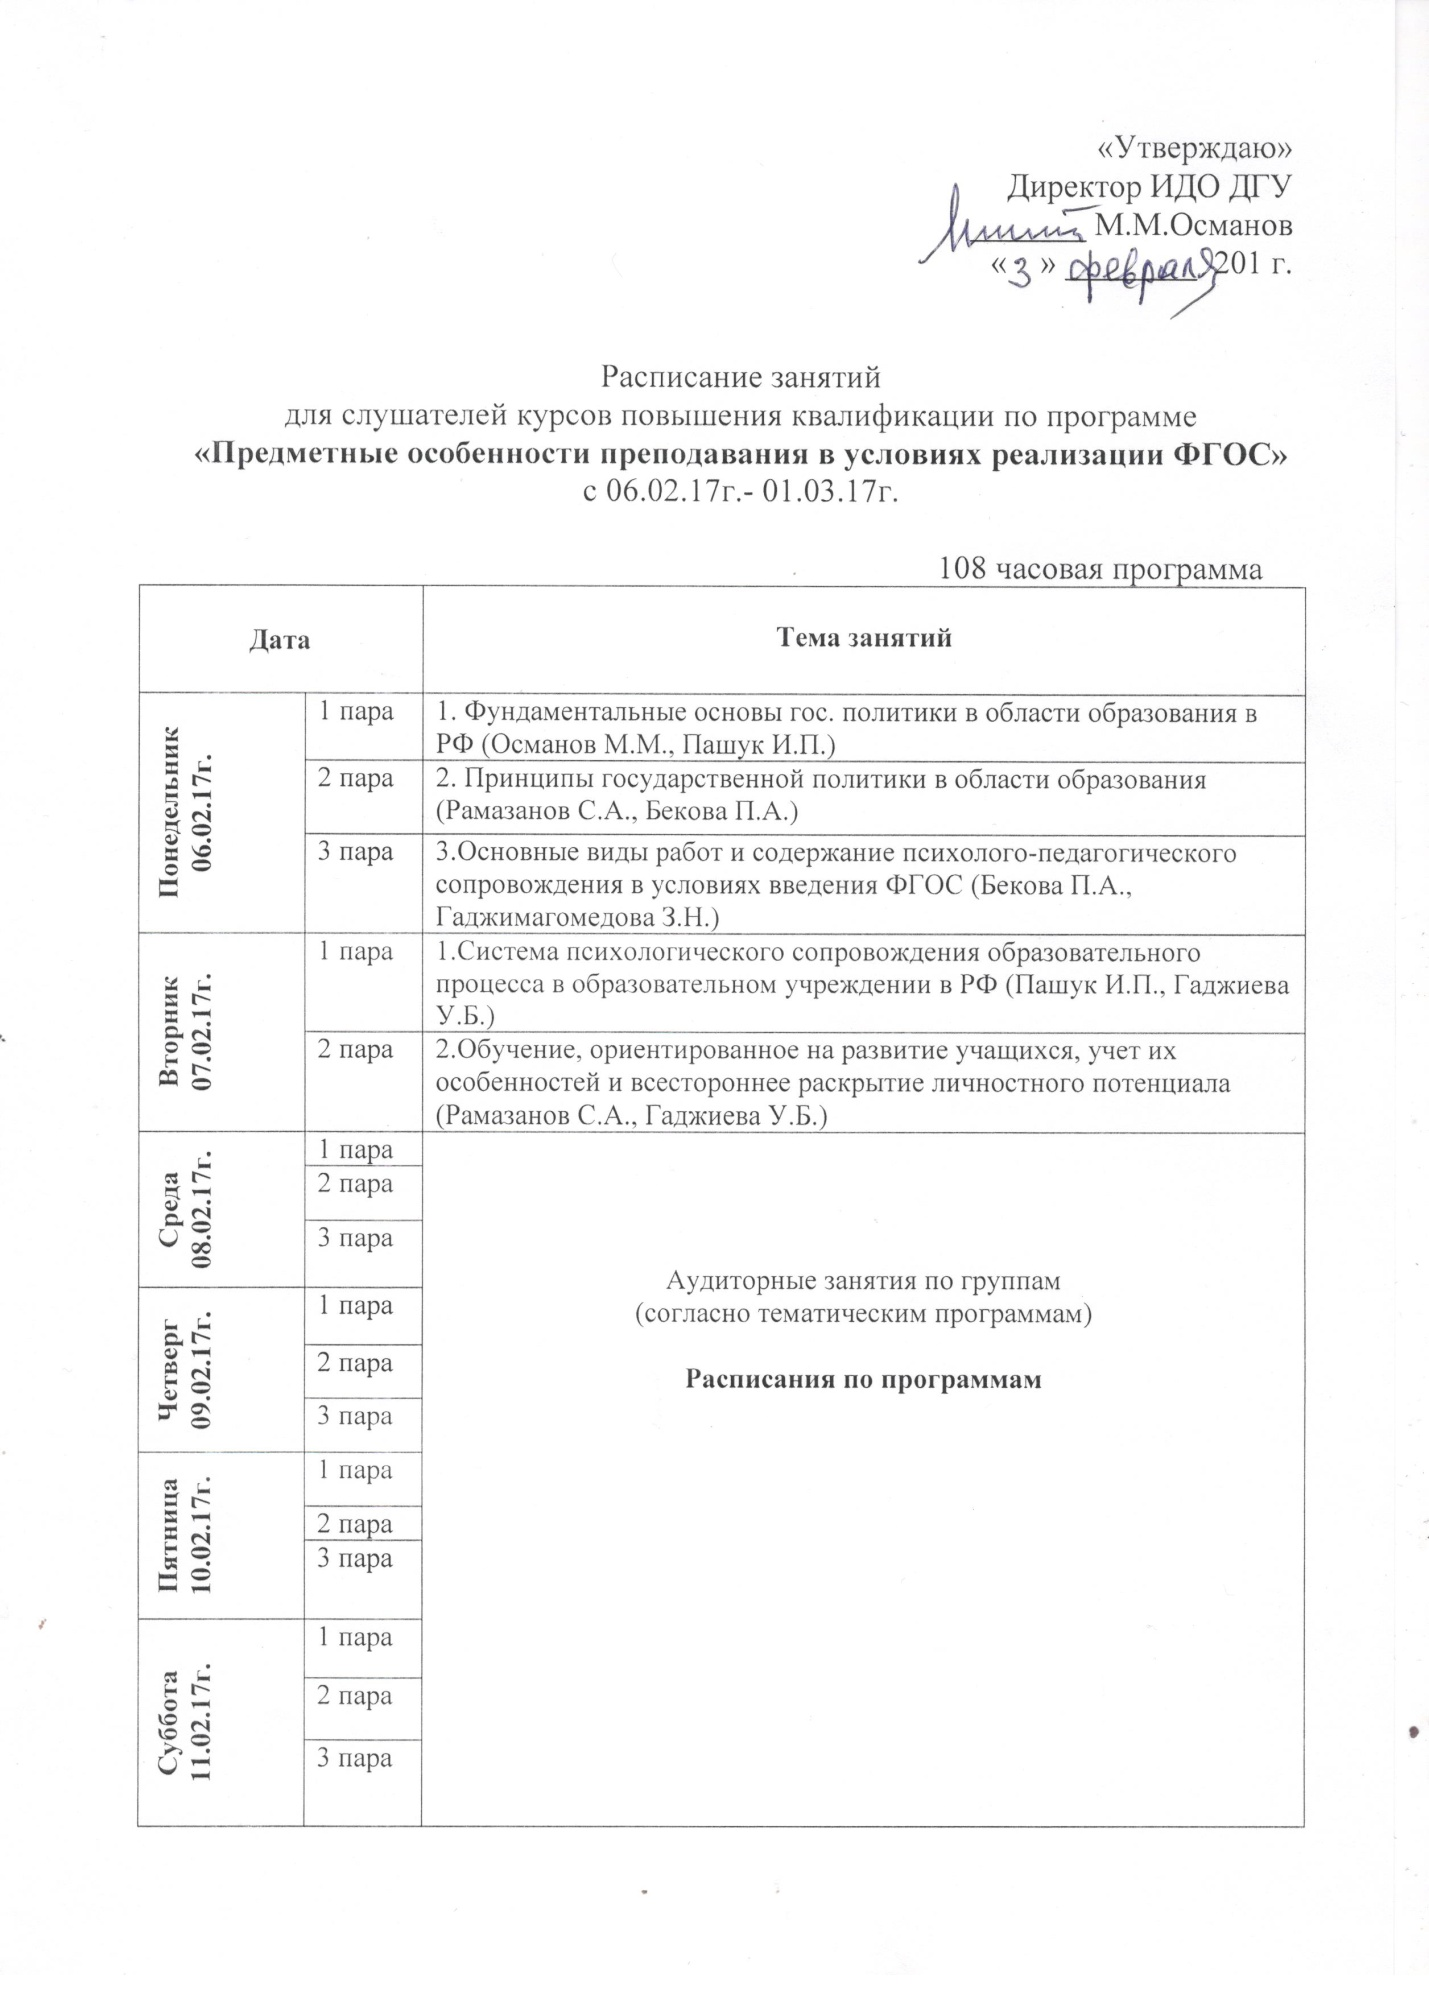 «Утверждаю»
Директор ИДО ДГУ
________ М.М.Османов
«3» февраля 201 г.
Расписание занятий
для слушателей курсов повышения квалификации по программе
«Предметные особенности преподавания в условиях реализации ФГОС»
с 06.02.17г.- 01.03.17г.
108 часовая программа
Дата
Тема занятий
Понедельник
06.02.17г.
1 пара
1. Фундаментальные основы гос. политики в области образования в
РФ (Османов М.М., Пашук И.П.)
2 пара
2. Принципы государственной политики в области образования
(Рамазанов С.А., Бекова П.А.)
3 пара
3.Основные виды работ и содержание психолого-педагогического
сопровождения в условиях введения ФГОС (Бекова П.А.,
Гаджимагомедова З.Н.)
Вторник
07.02.17г.
1 пара
1.Система психологического сопровождения образовательного
процесса в образовательном учреждении в РФ (Пашук И.П., Гаджиева
У.Б.)
2 пара
2.Обучение, ориентированное на развитие учащихся, учет их
особенностей и всестороннее раскрытие личностного потенциала
(Рамазанов С.А., Гаджиева У.Б.)
Среда
08.02.17г.
1 пара
2 пара
3 пара
Аудиторные занятия по группам
(согласно тематическим программам)
Расписания по программам
Четверг
09.02.17г.
1 пара
2 пара
3 пара
Пятница
10.02.17г.
1 пара
2 пара
3 пара
Суббота
11.02.17г.
1 пара
2 пара
3 пара